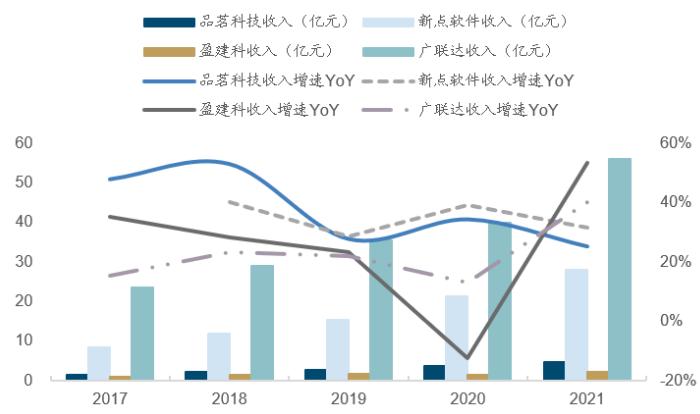 品茗科技收入（亿元） 新点软件收入（亿元）
盈建科收入（亿元） 广联达收入（亿元）
品茗科技收入增速YoY 新点软件收入增速YoY
盈建科收入增速YoY 广联达收入增速YoY
60 60%
50
40 40%
30
20 20%
10 0%
0 -20%
2017 2018 2019 2020 2021